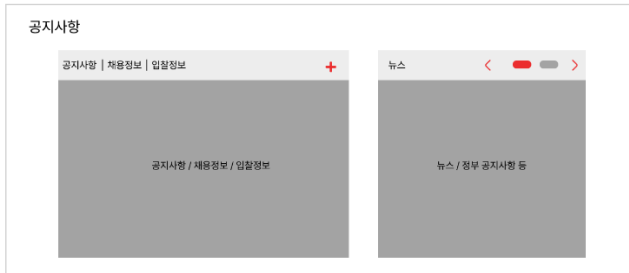 공지사항
공지사항 | 채용정보 | 입찰정보 +
뉴스 < >
공지사항 / 채용정보 / 입찰정보
뉴스 / 정부 공지사항 등